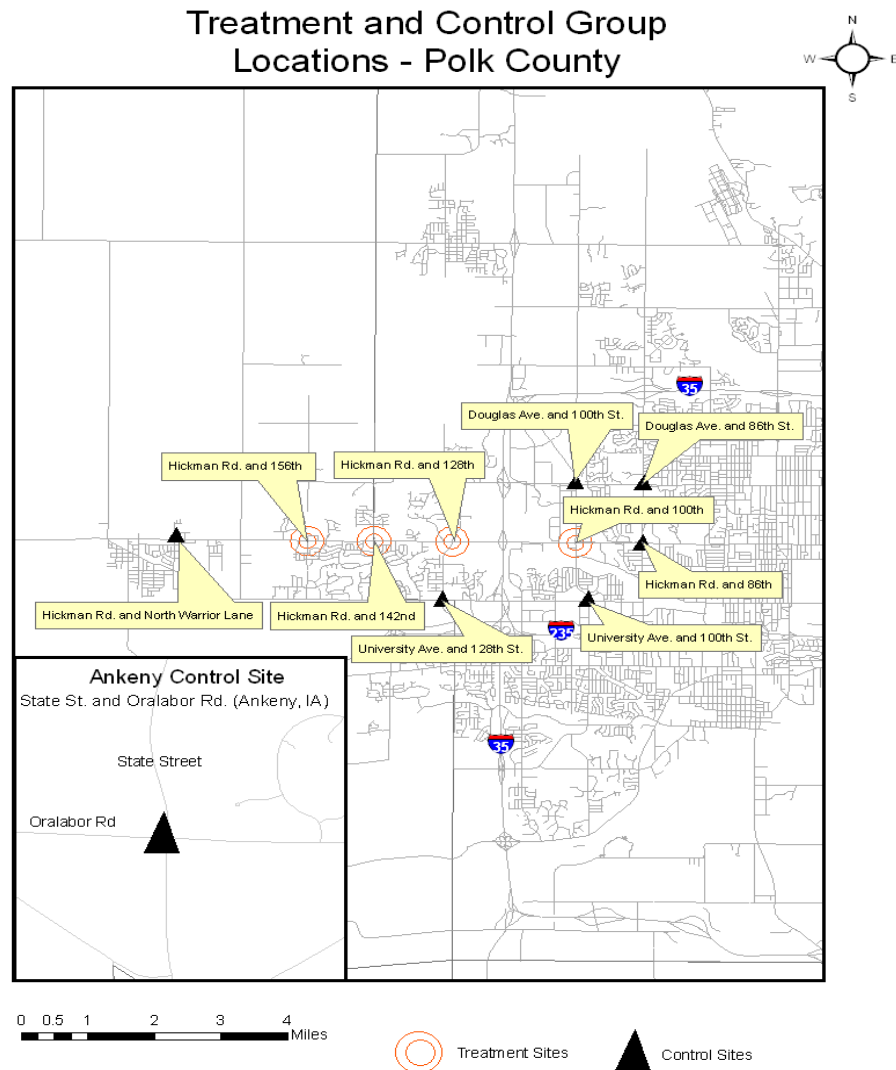 Treatment and Control Group
Locations - Polk County
N
W
E
S
35
Douglas Ave. and 100th St.
Douglas Ave. and 86th St.
Hickman Rd. and 156th
Hickman Rd. and 128th
Hickman Rd. and 100th
Hickman Rd. and 86th
Hickman Rd. and North Warrior Lane
Hickman Rd. and 142nd
235
University Ave. and 100th St.
University Ave. and 128th St.
Ankeny Control Site
State St. and Oralabor Rd. (Ankeny, IA)
35
State Street
Oralabor Rd
0 0.5 1 2 3 4
Miles
Treatment Sites
Control Sites